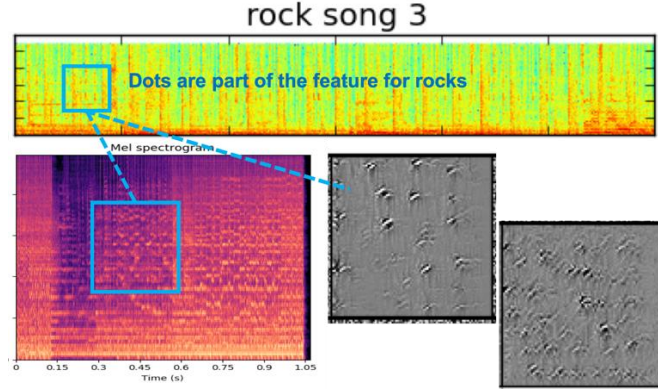 rock song 3
Dots are part of the feature for rocks
Mel spectrogram
0 0.15 0.3 0.45 0.6 0.75 0.9 1.05
Time (s)